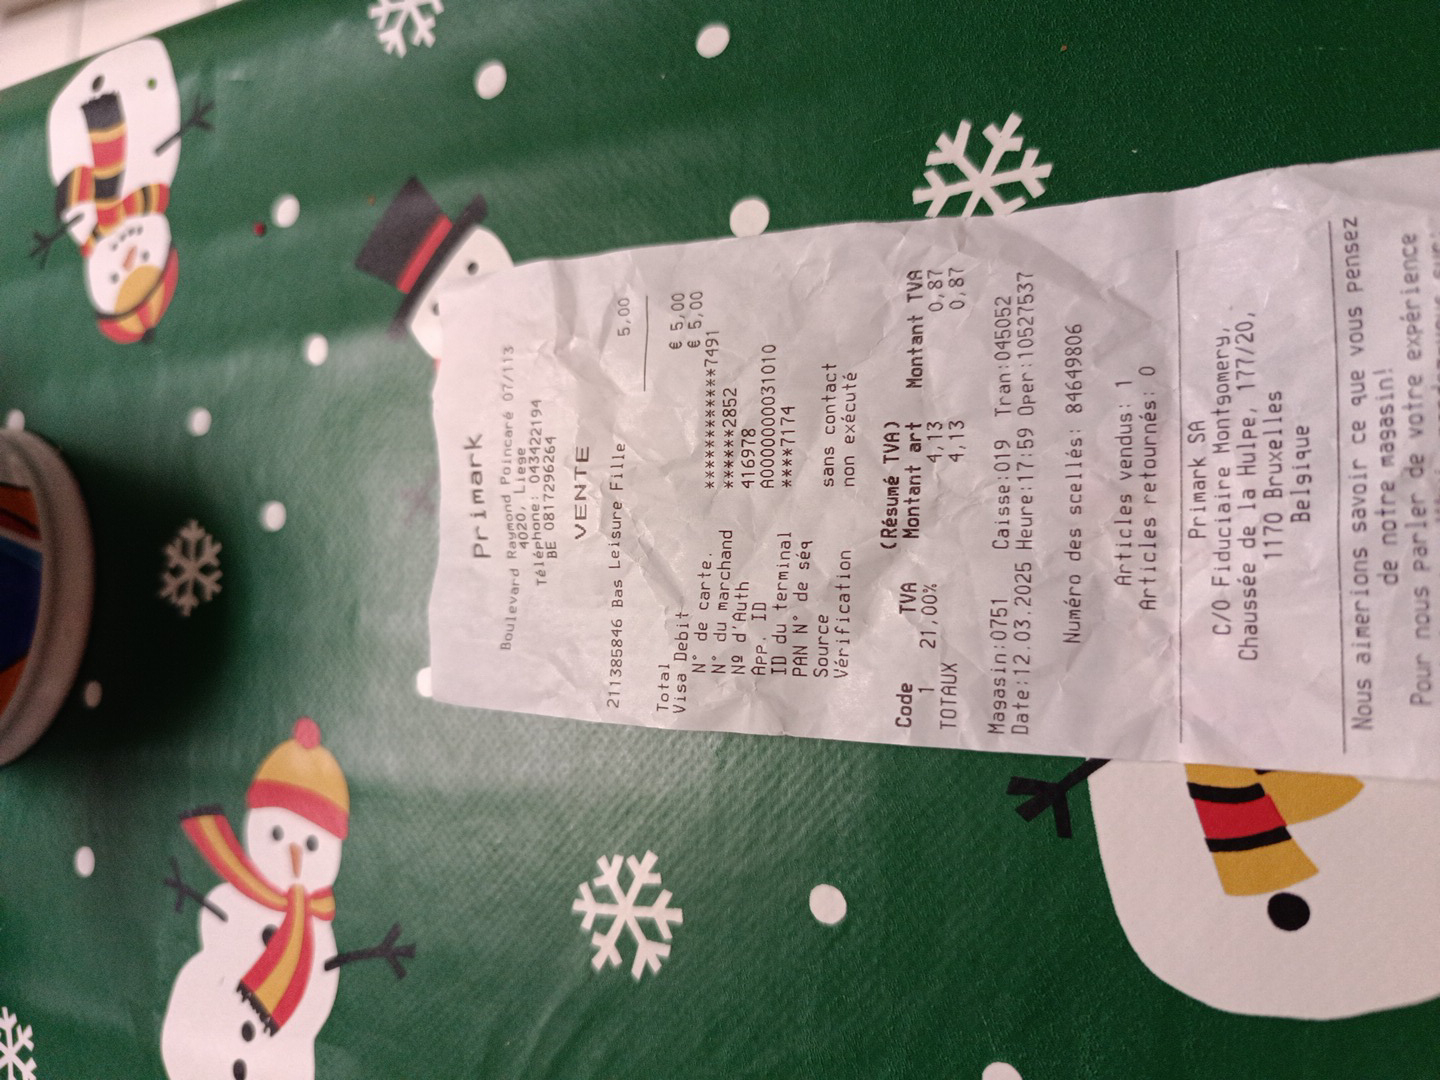 Primark
Boulevard Raymond Poincaré 07/113
4020, Liege
Téléphone: 043422194
BE 0817296264
VENTE
211385846 Bas Leisure Fille 5,00
Total € 5,00
Visa Debit € 5,00
N° de carte. ************7491
N° du marchand ******2852
Nº d'Auth 416978
App. ID A0000000031010
ID du terminal ****7174
PAN N° de séq
Source sans contact
Vérification non exécuté
(Résumé TVA)
Code TVA Montant art Montant TVA
1 21,00% 4,13 0,87
TOTAUX 4,13 0,87
Magasin:0751 Caisse:019 Tran:045052
Date:12.03.2025 Heure:17:59 Oper:10527537
Numéro des scellés: 84649806
Articles vendus: 1
Articles retournés: 0
Primark SA
C/O Fiduciaire Montgomery,
Chaussée de la Hulpe, 177/20,
1170 Bruxelles
Belgique
Nous aimerions savoir ce que vous pensez
de notre magasin!
Pour nous parler de votre expérience